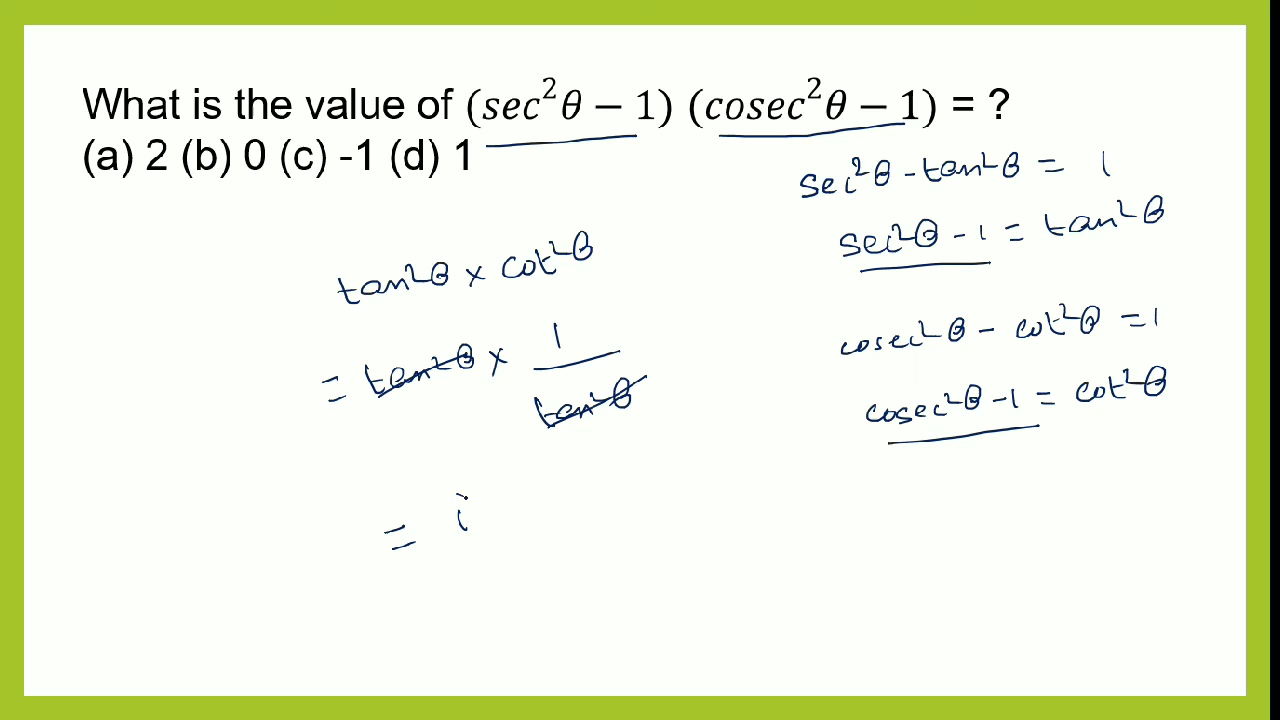 What is the value of (sec²θ − 1) (cosec²θ − 1) = ?
(a) 2 (b) 0 (c) -1 (d) 1
sec²θ - tan²θ = 1
sec²θ - 1 = tan²θ
tan²θ × cot²θ
cosec²θ - cot²θ = 1
= tan²θ × 1/tan²θ
cosec²θ - 1 = cot²θ
=